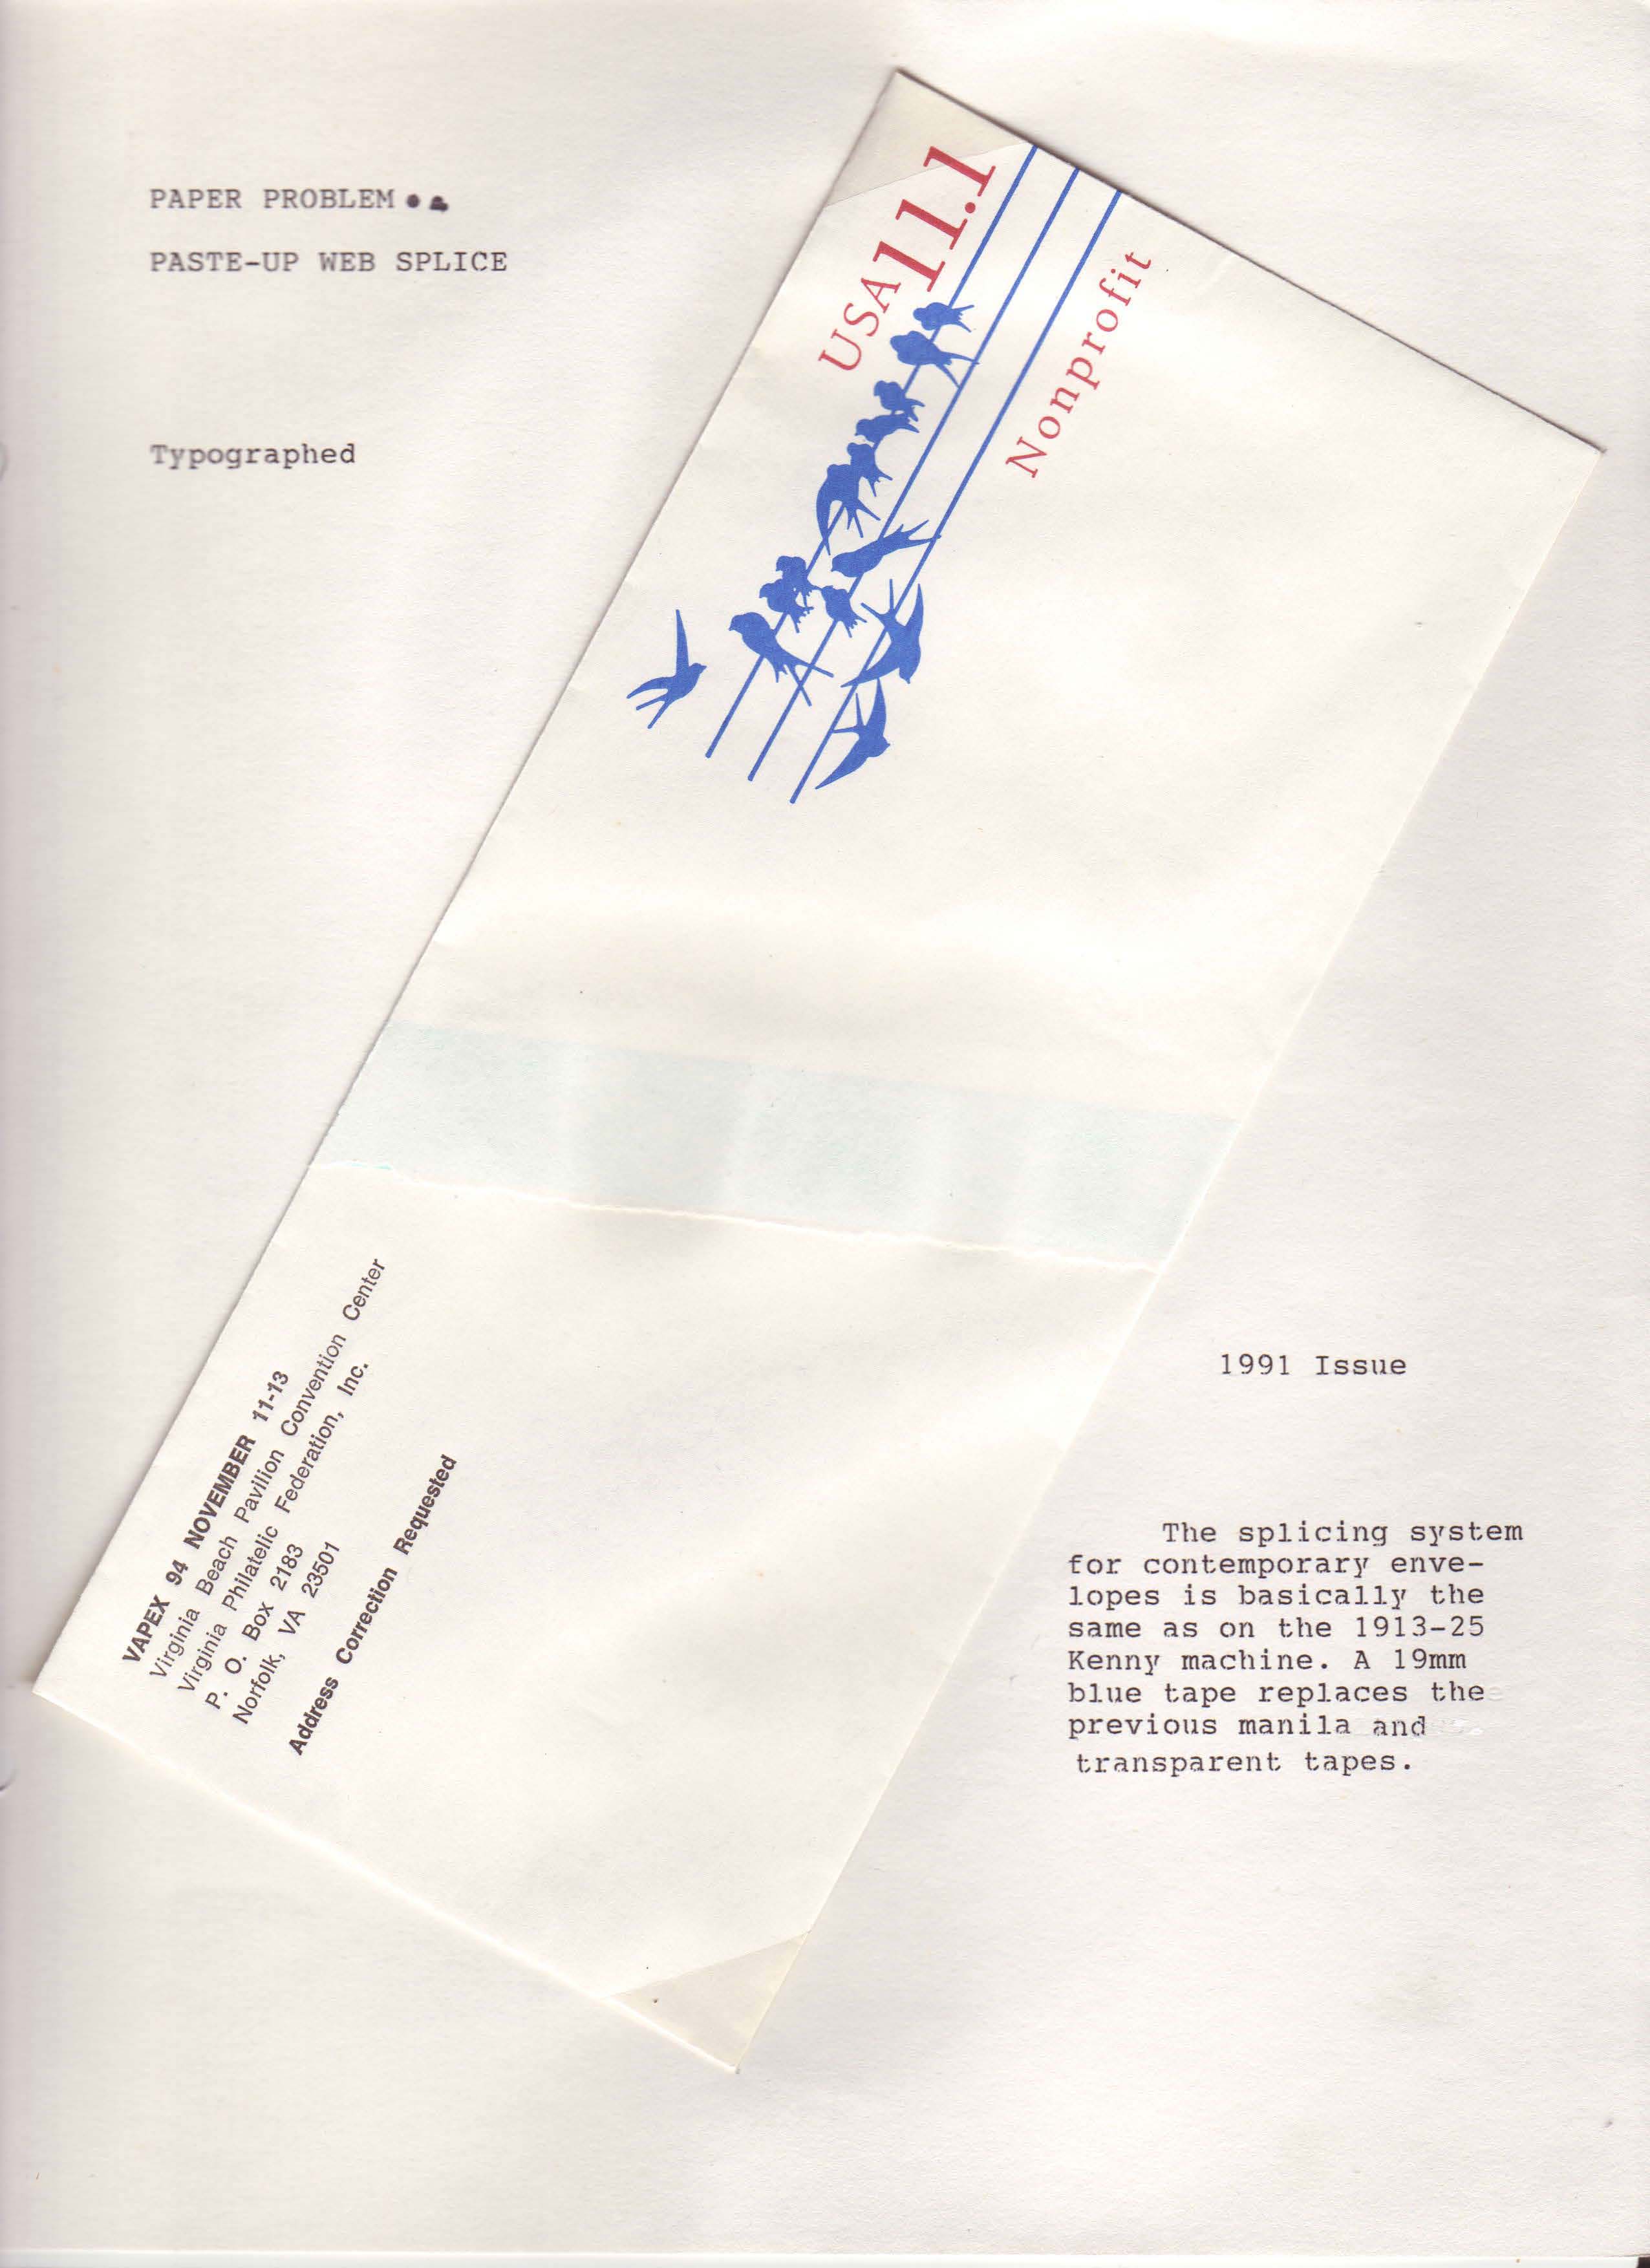 PAPER PROBLEM
PASTE-UP WEB SPLICE
Typographed
USA 11.1
Nonprofit
VAPEX 94 NOVEMBER 11-13
Virginia Beach Pavilion Convention Center
Virginia Philatelic Federation, Inc.
P. O. Box 2183
Norfolk, VA 23501
Address Correction Requested
1991 Issue
The splicing system
for contemporary enve-
lopes is basically the
same as on the 1913-25
Kenny machine. A 19mm
blue tape replaces the
previous manila and
transparent tapes.